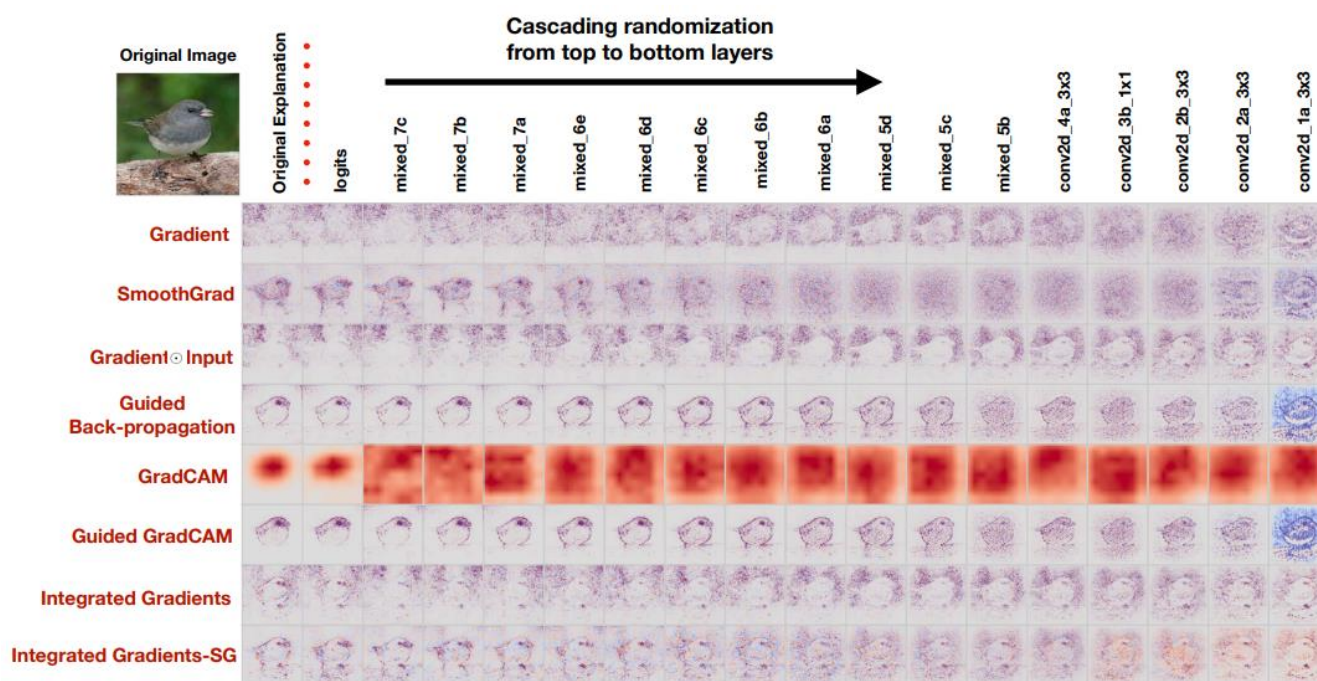 Cascading randomization
from top to bottom layers
Original Image
Original Explanation
logits
mixed_7c
mixed_7b
mixed_7a
mixed_6e
mixed_6d
mixed_6c
mixed_6b
mixed_6a
mixed_5d
mixed_5c
mixed_5b
conv2d_4a_3x3
conv2d_3b_1x1
conv2d_2b_3x3
conv2d_2a_3x3
conv2d_1a_3x3
Gradient
SmoothGrad
Gradient⊙Input
Guided
Back-propagation
GradCAM
Guided GradCAM
Integrated Gradients
Integrated Gradients-SG